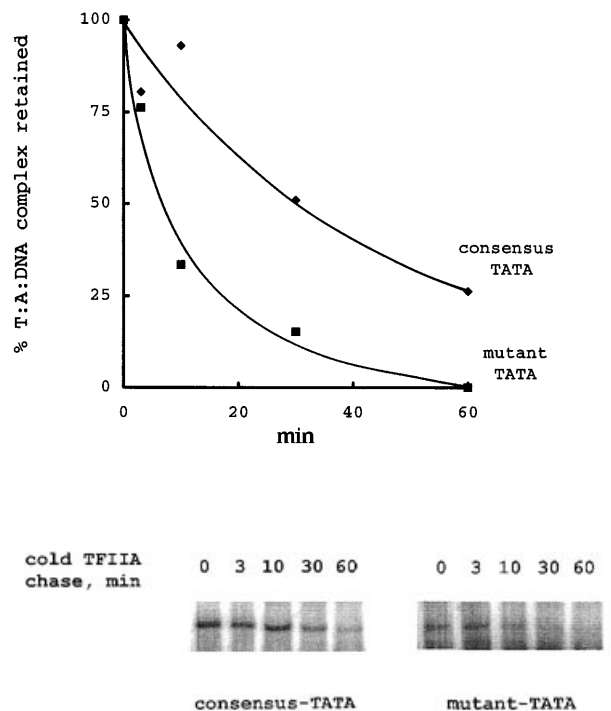 100
75
50
25
0
% T:A:DNA complex retained
consensus
TATA
mutant
TATA
0 20 40 60
min
cold TFIIA
chase, min
0 3 10 30 60
0 3 10 30 60
consensus-TATA
mutant-TATA